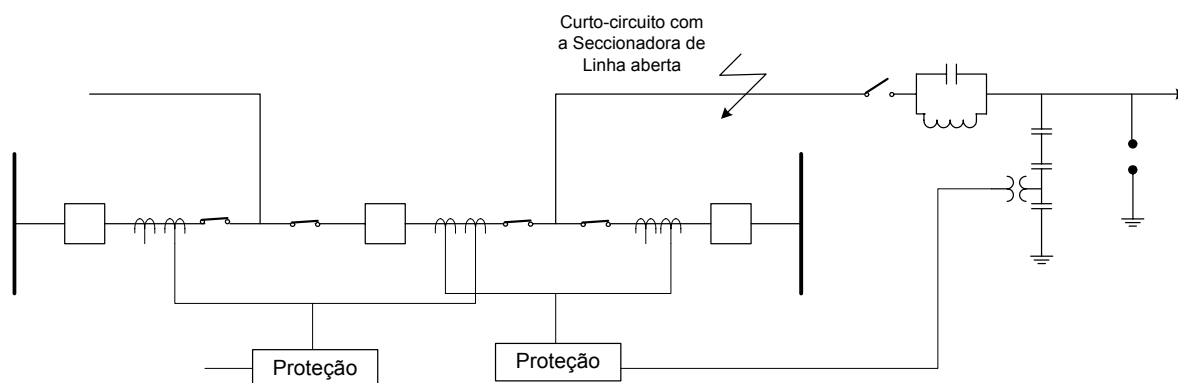 Curto-circuito com
a Seccionadora de
Linha aberta
Proteção
Proteção